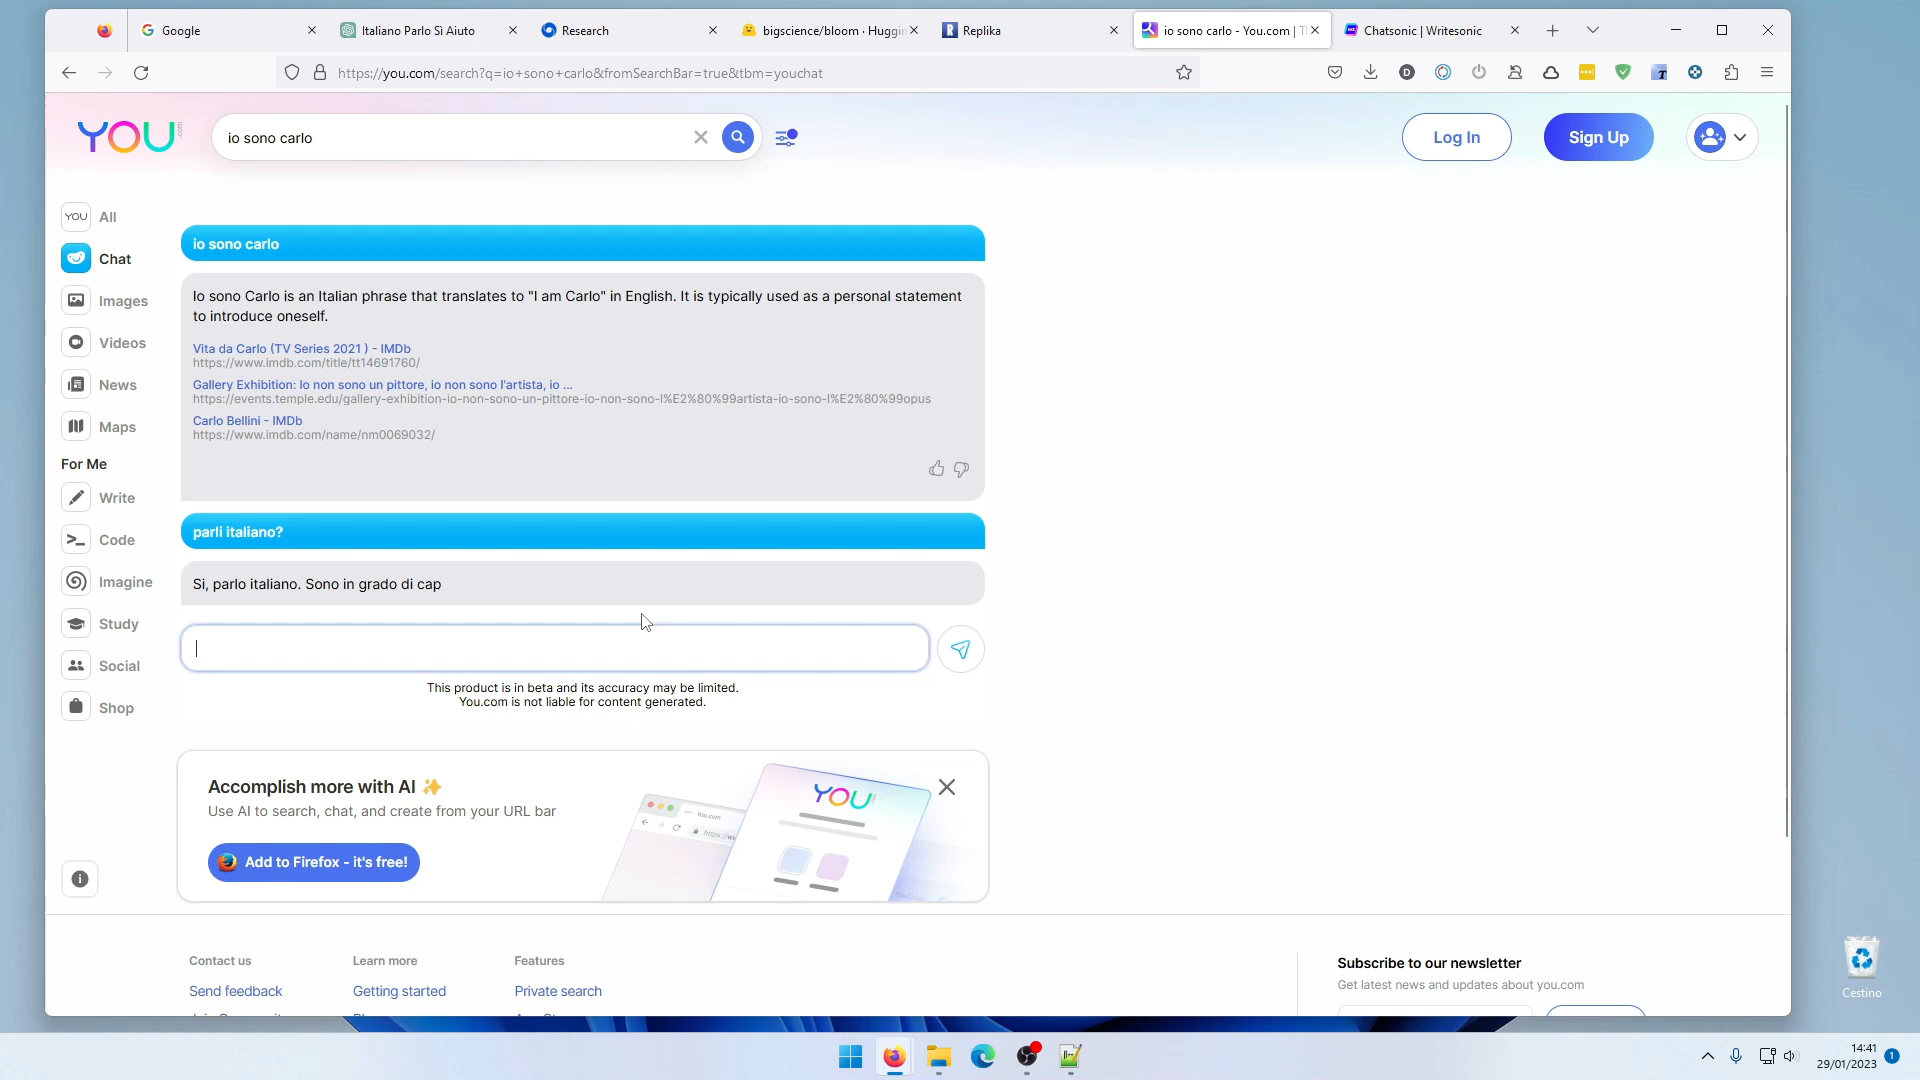 Google
Italiano Parlo Sì Aiuto
Research
bigscience/bloom · Huggin
Replika
io sono carlo - You.com | T
Chatsonic | Writesonic
https://you.com/search?q=io+sono+carlo&fromSearchBar=true&tbm=youchat
YOU.com
io sono carlo
Log In
Sign Up
YOU All
Chat
Images
Videos
News
Maps
For Me
Write
Code
Imagine
Study
Social
Shop
io sono carlo
Io sono Carlo is an Italian phrase that translates to "I am Carlo" in English. It is typically used as a personal statement
to introduce oneself.
Vita da Carlo (TV Series 2021 ) - IMDb
https://www.imdb.com/title/tt14691760/
Gallery Exhibition: Io non sono un pittore, io non sono l'artista, io ...
https://events.temple.edu/gallery-exhibition-io-non-sono-un-pittore-io-non-sono-l%E2%80%99artista-io-sono-l%E2%80%99opus
Carlo Bellini - IMDb
https://www.imdb.com/name/nm0069032/
parli italiano?
Si, parlo italiano. Sono in grado di cap
This product is in beta and its accuracy may be limited.
You.com is not liable for content generated.
Accomplish more with AI ✨
Use AI to search, chat, and create from your URL bar
Add to Firefox - it's free!
YOU
You.com
Contact us
Learn more
Features
Send feedback
Getting started
Private search
Subscribe to our newsletter
Get latest news and updates about you.com
Cestino
14:41
29/01/2023
1